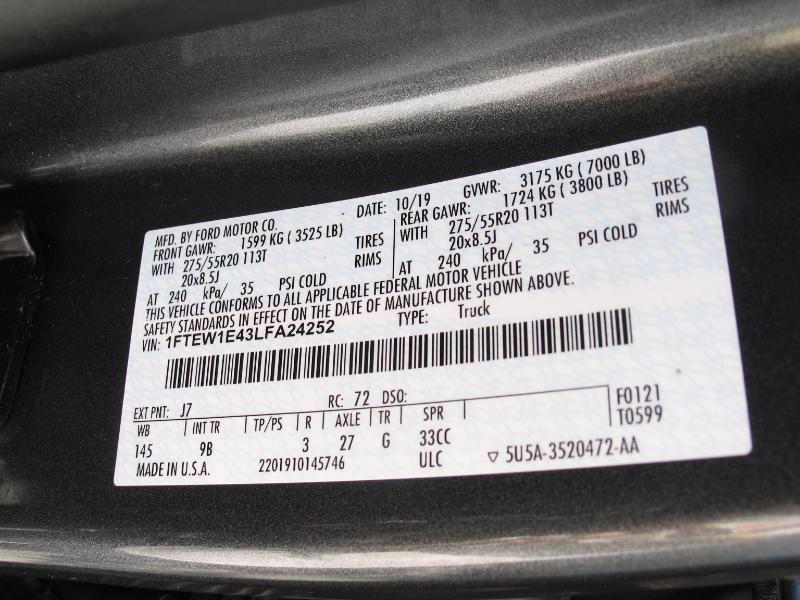 MFD. BY FORD MOTOR CO. DATE: 10/19 GVWR: 3175 KG ( 7000 LB)
FRONT GAWR: 1599 KG ( 3525 LB) REAR GAWR: 1724 KG ( 3800 LB)
WITH 275/55R20 113T TIRES WITH 275/55R20 113T TIRES
20x8.5J RIMS 20x8.5J RIMS
AT 240 kPa/ 35 PSI COLD AT 240 kPa/ 35 PSI COLD
THIS VEHICLE CONFORMS TO ALL APPLICABLE FEDERAL MOTOR VEHICLE
SAFETY STANDARDS IN EFFECT ON THE DATE OF MANUFACTURE SHOWN ABOVE.
VIN: 1FTEW1E43LFA24252 TYPE: Truck
F0121
EXT PNT: J7 RC: 72 DSO: T0599
WB INT TR TP/PS R AXLE TR SPR
145 9B 3 27 G 33CC
MADE IN U.S.A. 2201910145746 ULC ▽ 5U5A-3520472-AA